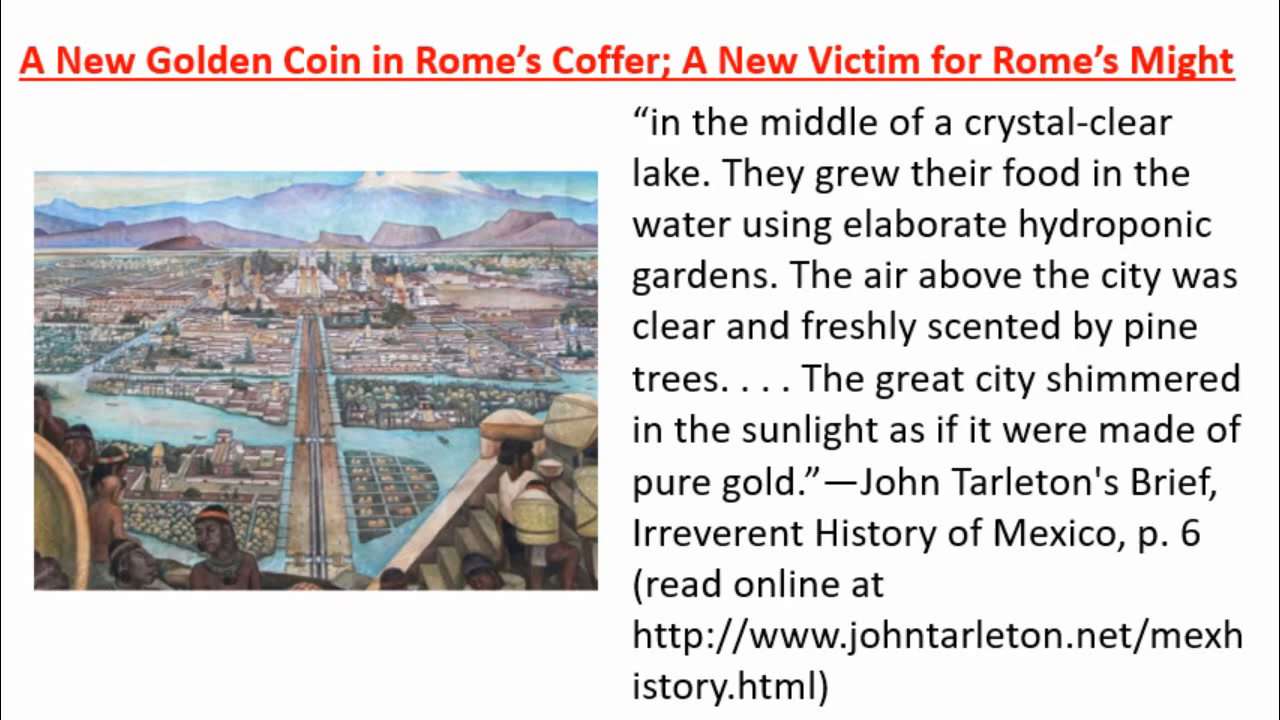 A New Golden Coin in Rome’s Coffer; A New Victim for Rome’s Might
“in the middle of a crystal-clear
lake. They grew their food in the
water using elaborate hydroponic
gardens. The air above the city was
clear and freshly scented by pine
trees. . . . The great city shimmered
in the sunlight as if it were made of
pure gold.”—John Tarleton's Brief,
Irreverent History of Mexico, p. 6
(read online at
http://www.johntarleton.net/mexh
istory.html)